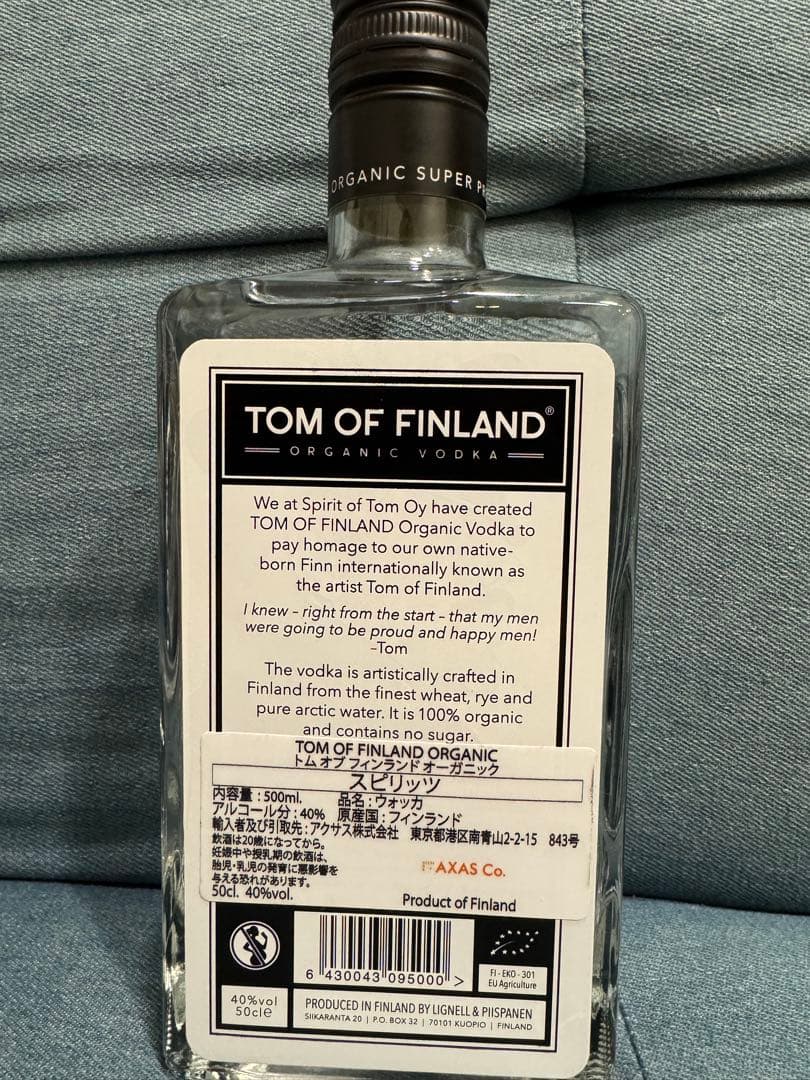 ORGANIC SUPER
TOM OF FINLAND®
ORGANIC VODKA
We at Spirit of Tom Oy have created
TOM OF FINLAND Organic Vodka to
pay homage to our own native-
born Finn internationally known as
the artist Tom of Finland.
I knew – right from the start – that my men
were going to be proud and happy men!
-Tom
The vodka is artistically crafted in
Finland from the finest wheat, rye and
pure arctic water. It is 100% organic
and contains no sugar.
TOM OF FINLAND ORGANIC
トム オブ フィンランド オーガニック
スピリッツ
内容量:500ml. 品名:ウォッカ
アルコール分:40% 原産国:フィンランド
輸入者及び引取先:アクサス株式会社 東京都港区南青山2-2-15 843号
飲酒は20歳になってから。
妊娠中や授乳期の飲酒は、
胎児・乳児の発育に悪影響を
与える恐れがあります。
AXAS Co.
50cl. 40%vol.
Product of Finland
6 430043 095000 >
FI - EKO - 301
EU Agriculture
40%vol
50cl℮
PRODUCED IN FINLAND BY LIGNELL & PIISPANEN
SIIKARANTA 20 | P.O. BOX 32 | 70101 KUOPIO | FINLAND